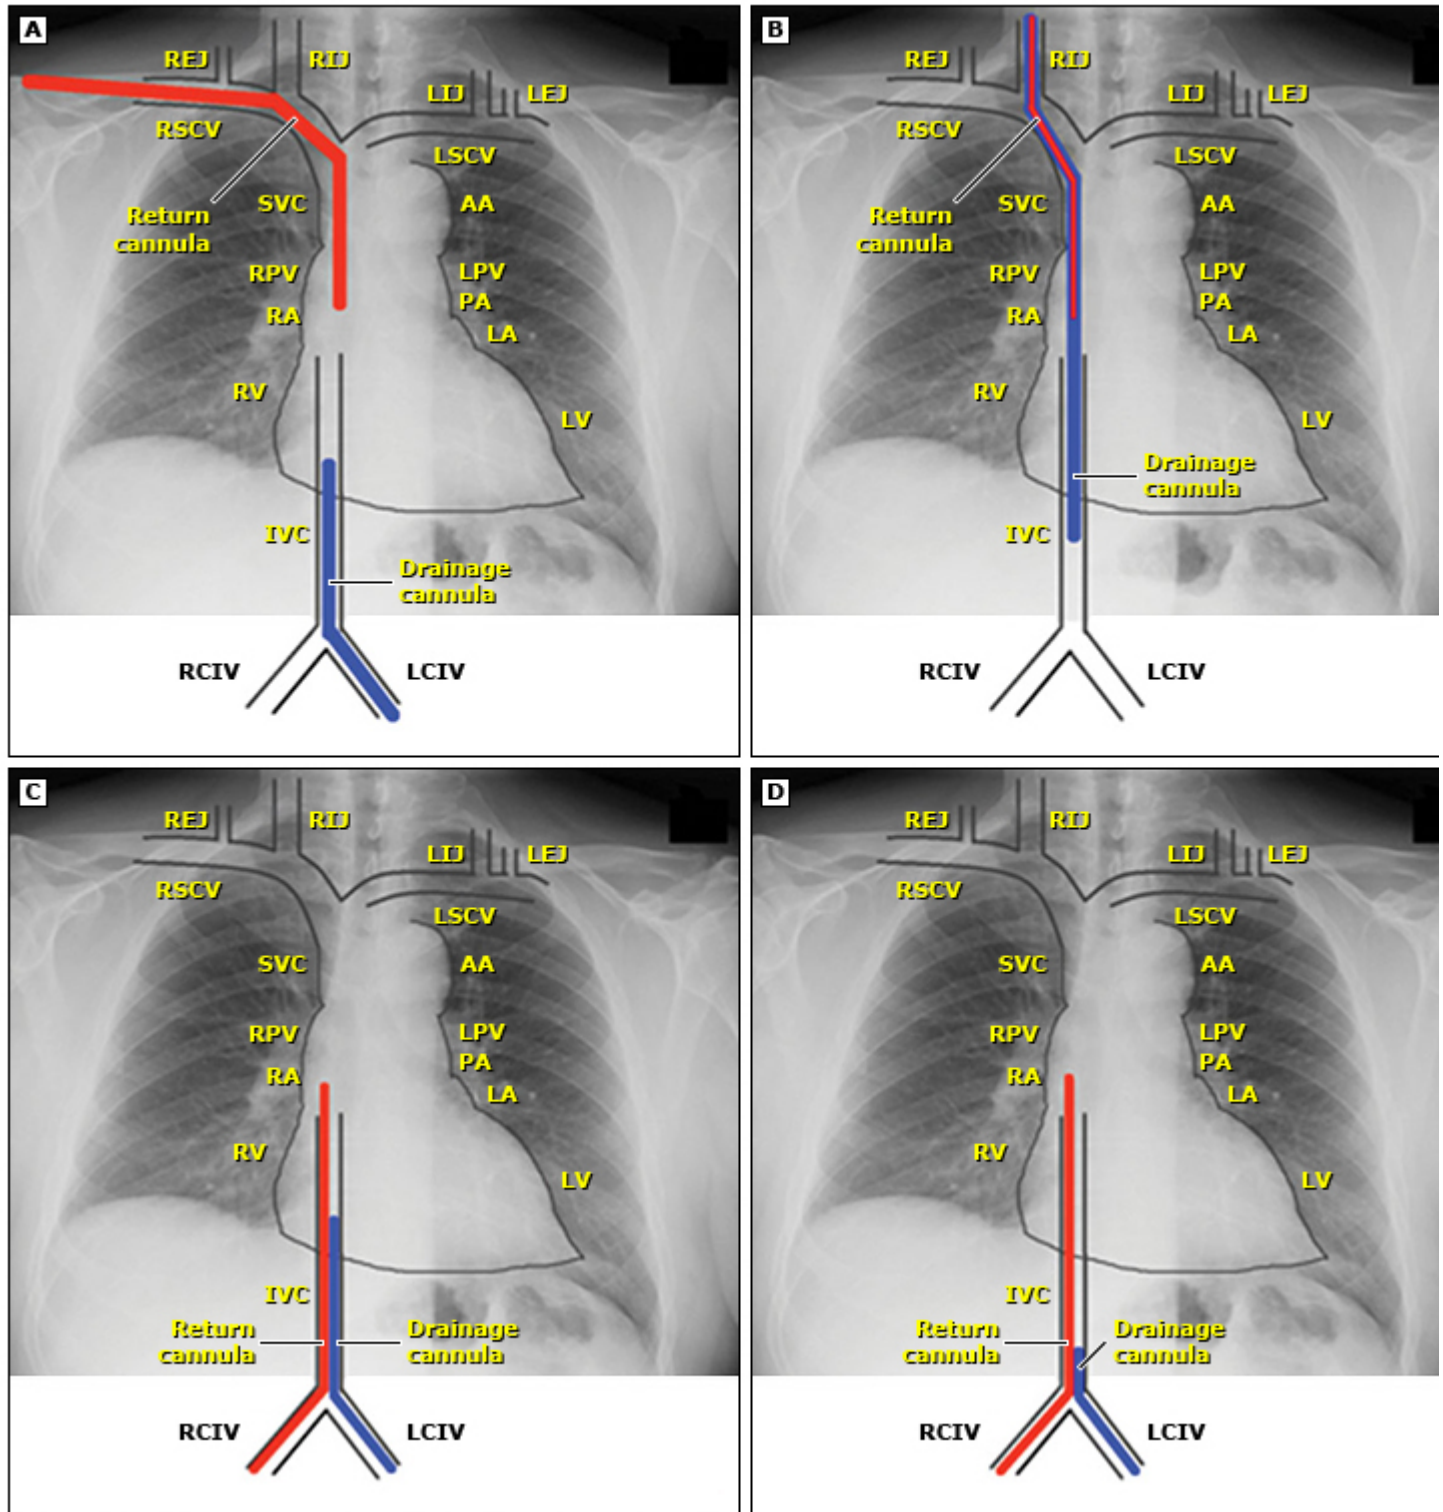 A
REJ
RIJ
LIJ
LEJ
RSCV
LSCV
Return
cannula
SVC
AA
RPV
LPV
PA
RA
LA
RV
LV
IVC
Drainage
cannula
RCIV
LCIV
B
REJ
RIJ
LIJ
LEJ
RSCV
LSCV
Return
cannula
SVC
AA
RPV
LPV
PA
RA
LA
RV
LV
Drainage
cannula
IVC
RCIV
LCIV
C
REJ
RIJ
LIJ
LEJ
RSCV
LSCV
SVC
AA
RPV
LPV
PA
RA
LA
RV
LV
IVC
Return
cannula
Drainage
cannula
RCIV
LCIV
D
REJ
RIJ
LIJ
LEJ
RSCV
LSCV
SVC
AA
RPV
LPV
PA
RA
LA
RV
LV
IVC
Return
cannula
Drainage
cannula
RCIV
LCIV